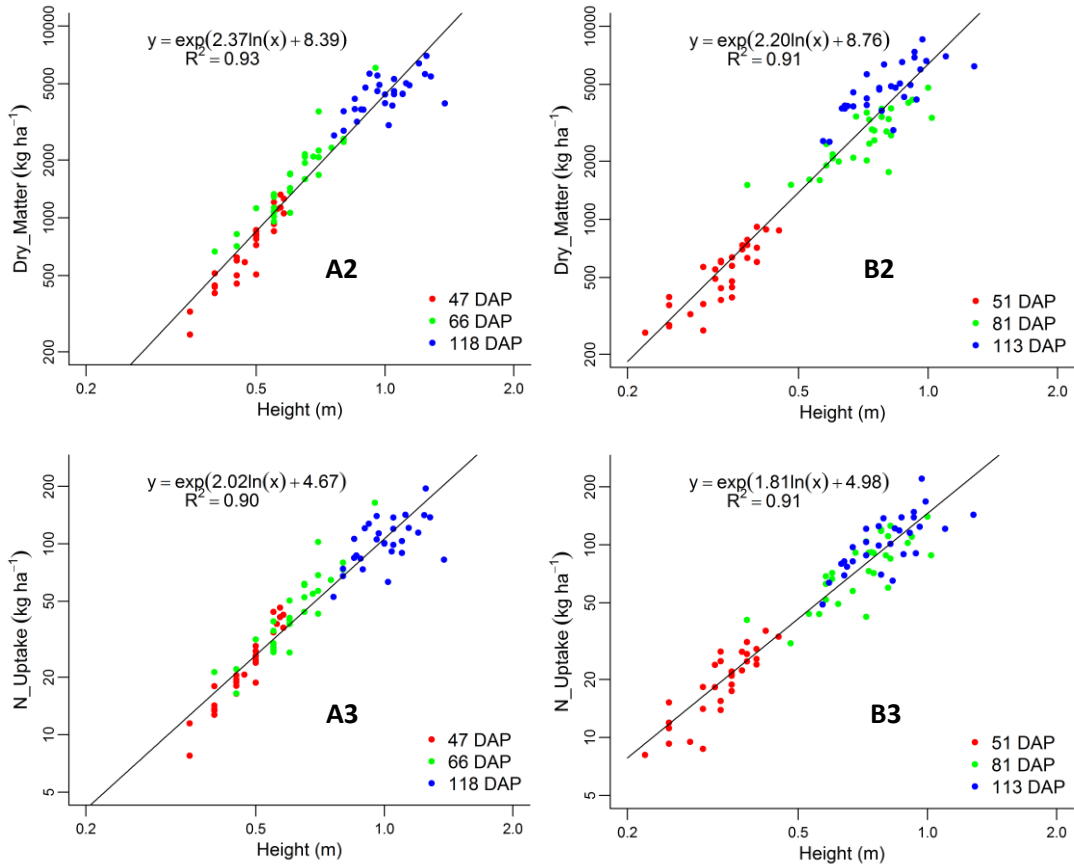 y = exp(2.37ln(x)+8.39)
R² = 0.93
Dry_Matter (kg ha⁻¹)
10000
5000
2000
1000
500
200
A2
47 DAP
66 DAP
118 DAP
0.2 0.5 1.0 2.0
Height (m)
y = exp(2.20ln(x)+8.76)
R² = 0.91
Dry_Matter (kg ha⁻¹)
10000
5000
2000
1000
500
200
B2
51 DAP
81 DAP
113 DAP
0.2 0.5 1.0 2.0
Height (m)
y = exp(2.02ln(x)+4.67)
R² = 0.90
N_Uptake (kg ha⁻¹)
200
100
50
20
10
5
A3
47 DAP
66 DAP
118 DAP
0.2 0.5 1.0 2.0
Height (m)
y = exp(1.81ln(x)+4.98)
R² = 0.91
N_Uptake (kg ha⁻¹)
200
100
50
20
10
5
B3
51 DAP
81 DAP
113 DAP
0.2 0.5 1.0 2.0
Height (m)